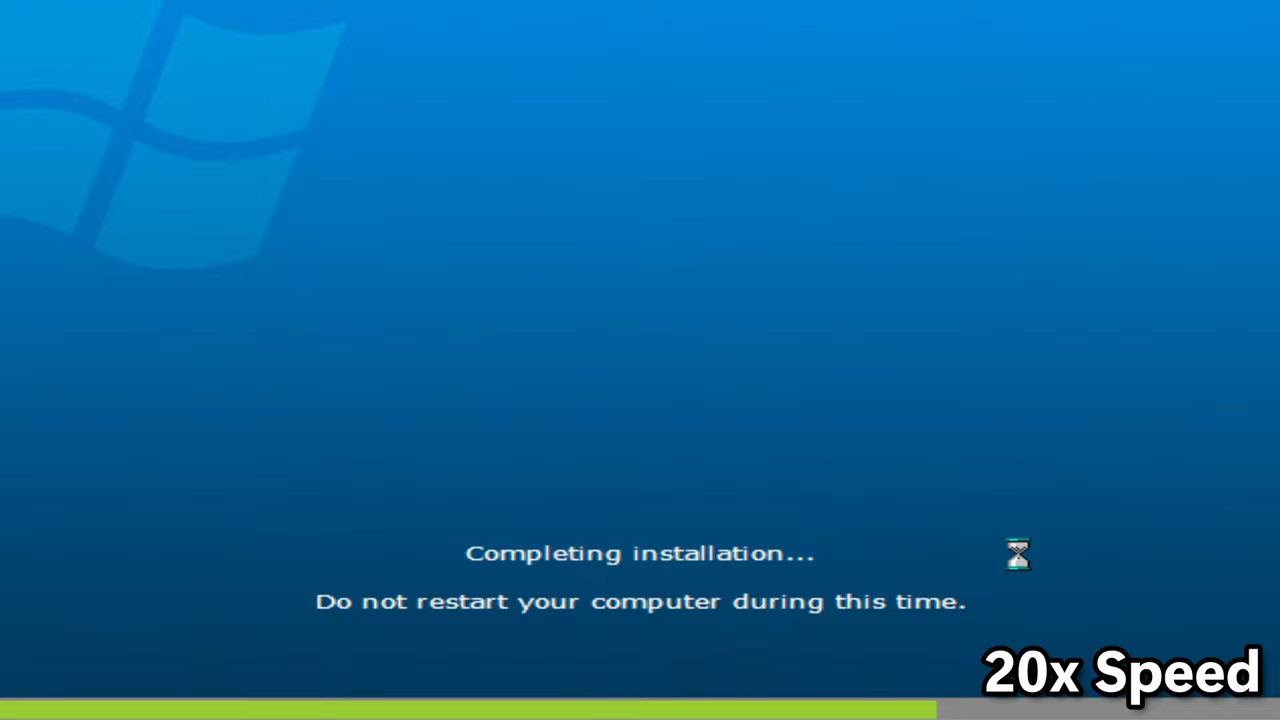 Completing installation...
Do not restart your computer during this time.
20x Speed